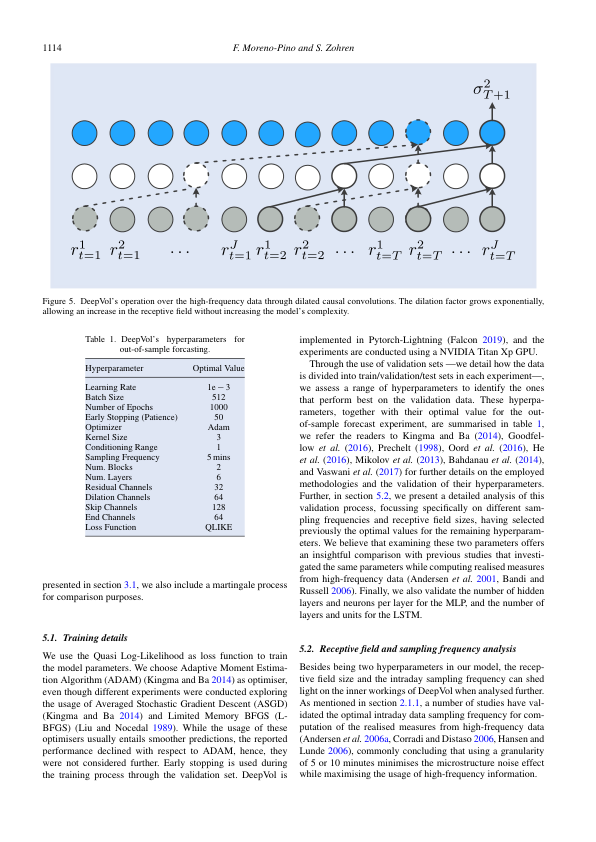 1114
F. Moreno-Pino and S. Zohren
σ²_{T+1}
r¹_{t=1} r²_{t=1} ··· r^J_{t=1} r¹_{t=2} r²_{t=2} ··· r¹_{t=T} r²_{t=T} ··· r^J_{t=T}
Figure 5. DeepVol's operation over the high-frequency data through dilated causal convolutions. The dilation factor grows exponentially,
allowing an increase in the receptive field without increasing the model's complexity.
Table 1. DeepVol's hyperparameters for
out-of-sample forcasting.
Hyperparameter Optimal Value
Learning Rate 1e − 3
Batch Size 512
Number of Epochs 1000
Early Stopping (Patience) 50
Optimizer Adam
Kernel Size 3
Conditioning Range 1
Sampling Frequency 5 mins
Num. Blocks 2
Num. Layers 6
Residual Channels 32
Dilation Channels 64
Skip Channels 128
End Channels 64
Loss Function QLIKE
presented in section 3.1, we also include a martingale process
for comparison purposes.
5.1. Training details
We use the Quasi Log-Likelihood as loss function to train
the model parameters. We choose Adaptive Moment Estima-
tion Algorithm (ADAM) (Kingma and Ba 2014) as optimiser,
even though different experiments were conducted exploring
the usage of Averaged Stochastic Gradient Descent (ASGD)
(Kingma and Ba 2014) and Limited Memory BFGS (L-
BFGS) (Liu and Nocedal 1989). While the usage of these
optimisers usually entails smoother predictions, the reported
performance declined with respect to ADAM, hence, they
were not considered further. Early stopping is used during
the training process through the validation set. DeepVol is
implemented in Pytorch-Lightning (Falcon 2019), and the
experiments are conducted using a NVIDIA Titan Xp GPU.
Through the use of validation sets —we detail how the data
is divided into train/validation/test sets in each experiment—,
we assess a range of hyperparameters to identify the ones
that perform best on the validation data. These hyperpa-
rameters, together with their optimal value for the out-
of-sample forecast experiment, are summarised in table 1,
we refer the readers to Kingma and Ba (2014), Goodfel-
low et al. (2016), Prechelt (1998), Oord et al. (2016), He
et al. (2016), Mikolov et al. (2013), Bahdanau et al. (2014),
and Vaswani et al. (2017) for further details on the employed
methodologies and the validation of their hyperparameters.
Further, in section 5.2, we present a detailed analysis of this
validation process, focussing specifically on different sam-
pling frequencies and receptive field sizes, having selected
previously the optimal values for the remaining hyperparam-
eters. We believe that examining these two parameters offers
an insightful comparison with previous studies that investi-
gated the same parameters while computing realised measures
from high-frequency data (Andersen et al. 2001, Bandi and
Russell 2006). Finally, we also validate the number of hidden
layers and neurons per layer for the MLP, and the number of
layers and units for the LSTM.
5.2. Receptive field and sampling frequency analysis
Besides being two hyperparameters in our model, the recep-
tive field size and the intraday sampling frequency can shed
light on the inner workings of DeepVol when analysed further.
As mentioned in section 2.1.1, a number of studies have val-
idated the optimal intraday data sampling frequency for com-
putation of the realised measures from high-frequency data
(Andersen et al. 2006a, Corradi and Distaso 2006, Hansen and
Lunde 2006), commonly concluding that using a granularity
of 5 or 10 minutes minimises the microstructure noise effect
while maximising the usage of high-frequency information.